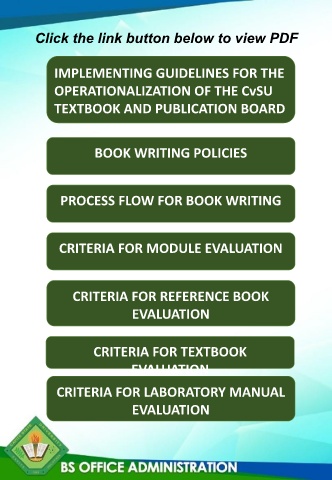 Click the link button below to view PDF
IMPLEMENTING GUIDELINES FOR THE
OPERATIONALIZATION OF THE CvSU
TEXTBOOK AND PUBLICATION BOARD
BOOK WRITING POLICIES
PROCESS FLOW FOR BOOK WRITING
CRITERIA FOR MODULE EVALUATION
CRITERIA FOR REFERENCE BOOK
EVALUATION
CRITERIA FOR TEXTBOOK
EVALUATION
CRITERIA FOR LABORATORY MANUAL
EVALUATION
BS OFFICE ADMINISTRATION